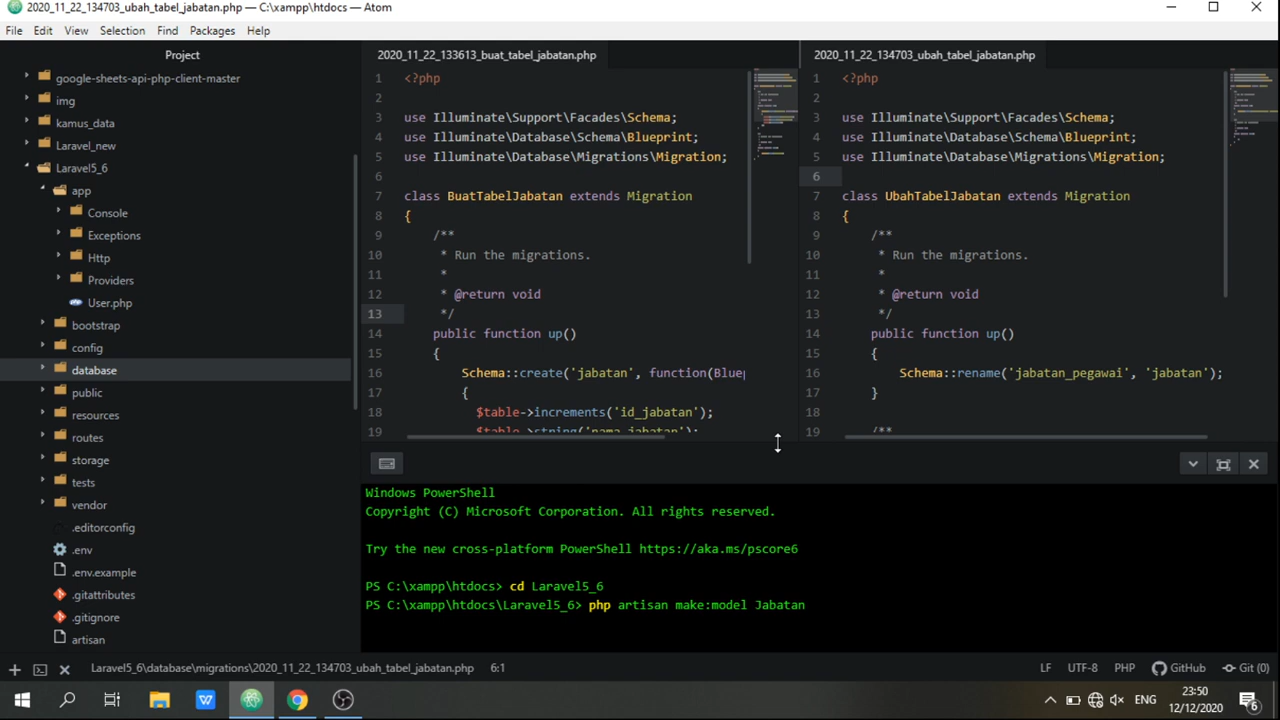 2020_11_22_134703_ubah_tabel_jabatan.php — C:\xampp\htdocs — Atom
File Edit View Selection Find Packages Help
Project
google-sheets-api-php-client-master
img
kamus_data
Laravel_new
Laravel5_6
app
Console
Exceptions
Http
Providers
User.php
bootstrap
config
database
public
resources
routes
storage
tests
vendor
.editorconfig
.env
.env.example
.gitattributes
.gitignore
artisan
2020_11_22_133613_buat_tabel_jabatan.php
1 <?php
2
3 use Illuminate\Support\Facades\Schema;
4 use Illuminate\Database\Schema\Blueprint;
5 use Illuminate\Database\Migrations\Migration;
6
7 class BuatTabelJabatan extends Migration
8 {
9 /**
10 * Run the migrations.
11 *
12 * @return void
13 */
14 public function up()
15 {
16 Schema::create('jabatan', function(Bluep
17 {
18 $table->increments('id_jabatan');
19 $table->string('nama_jabatan');
2020_11_22_134703_ubah_tabel_jabatan.php
1 <?php
2
3 use Illuminate\Support\Facades\Schema;
4 use Illuminate\Database\Schema\Blueprint;
5 use Illuminate\Database\Migrations\Migration;
6
7 class UbahTabelJabatan extends Migration
8 {
9 /**
10 * Run the migrations.
11 *
12 * @return void
13 */
14 public function up()
15 {
16 Schema::rename('jabatan_pegawai', 'jabatan');
17 }
18
19 /**
Windows PowerShell
Copyright (C) Microsoft Corporation. All rights reserved.
Try the new cross-platform PowerShell https://aka.ms/pscore6
PS C:\xampp\htdocs> cd Laravel5_6
PS C:\xampp\htdocs\Laravel5_6> php artisan make:model Jabatan
Laravel5_6\database\migrations\2020_11_22_134703_ubah_tabel_jabatan.php 6:1 LF UTF-8 PHP GitHub Git (0)
ENG
23:50
12/12/2020
6